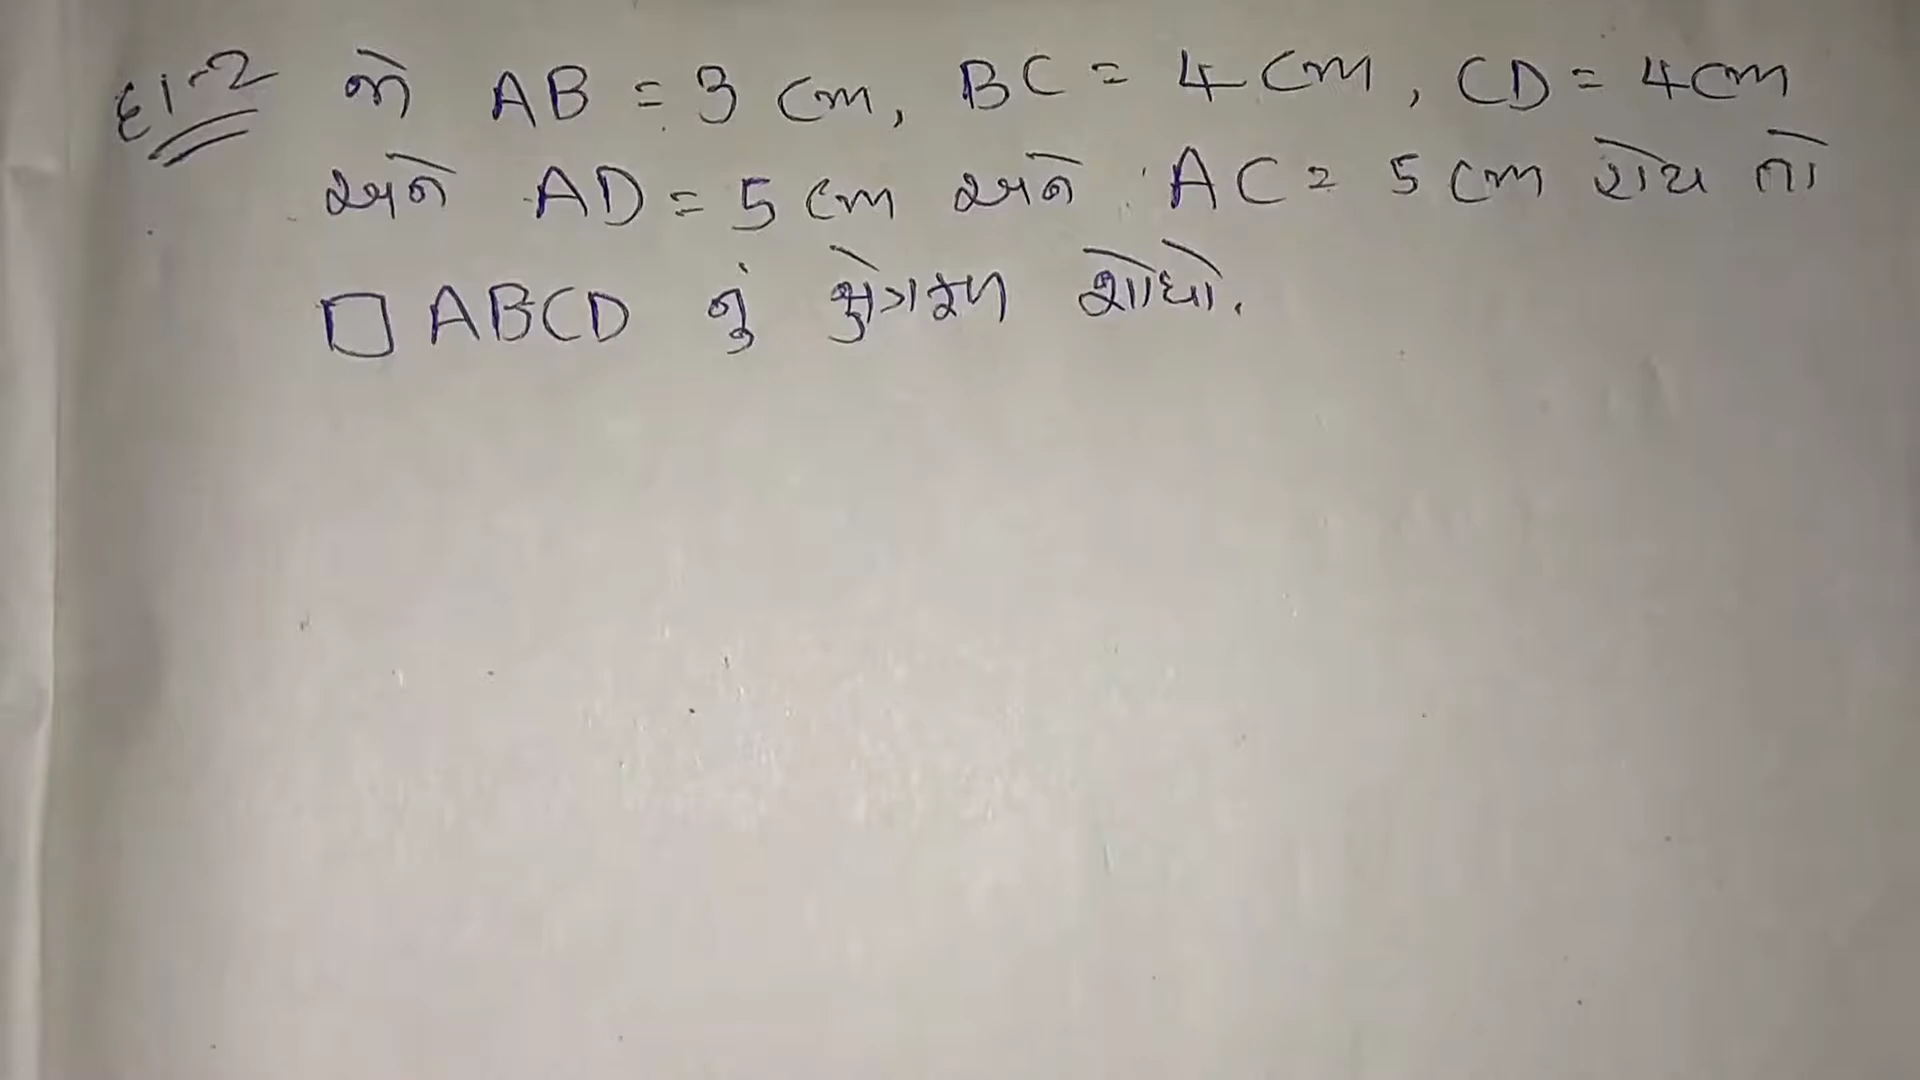 દા-2 જો AB = 3 cm, BC = 4 cm, CD = 4 cm
અને AD = 5 cm અને AC = 5 cm હોય તો
□ ABCD નું ક્ષેત્રફળ શોધો.